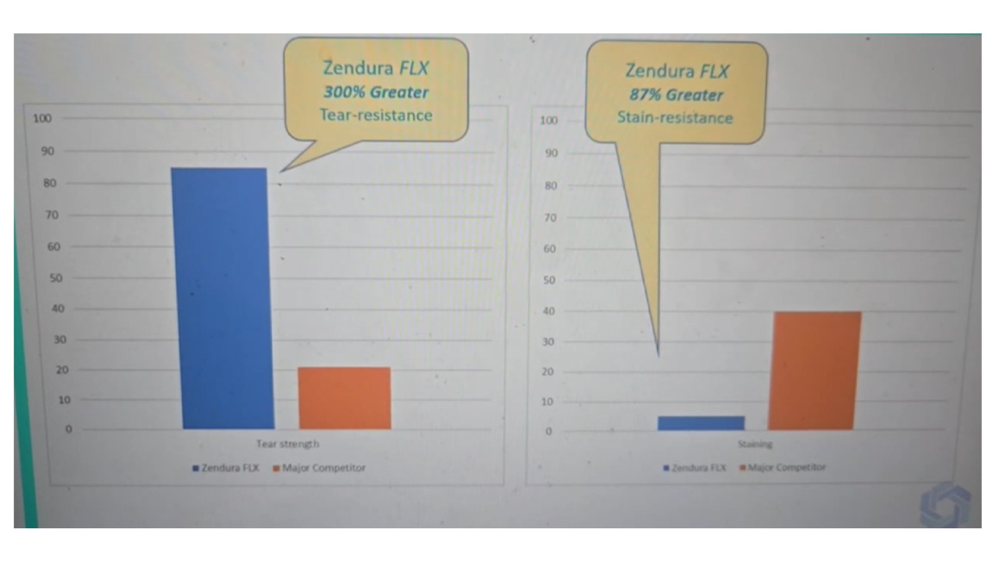 Zendura FLX
300% Greater
Tear-resistance
100
90
80
70
60
50
40
30
20
10
0
Tear strength
Zendura FLX Major Competitor
Zendura FLX
87% Greater
Stain-resistance
100
90
80
70
60
50
40
30
20
10
0
Staining
Zendura FLX Major Competitor